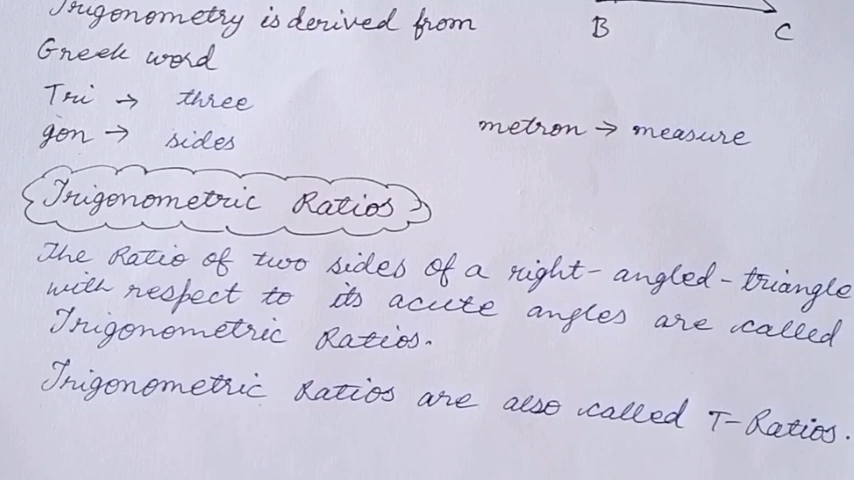 Trigonometry is derived from
B C
Greek word
Tri → three
gon → sides
metron → measure
Trigonometric Ratios
The Ratio of two sides of a right-angled-triangle
with respect to its acute angles are called
Trigonometric Ratios.
Trigonometric Ratios are also called T-Ratios.